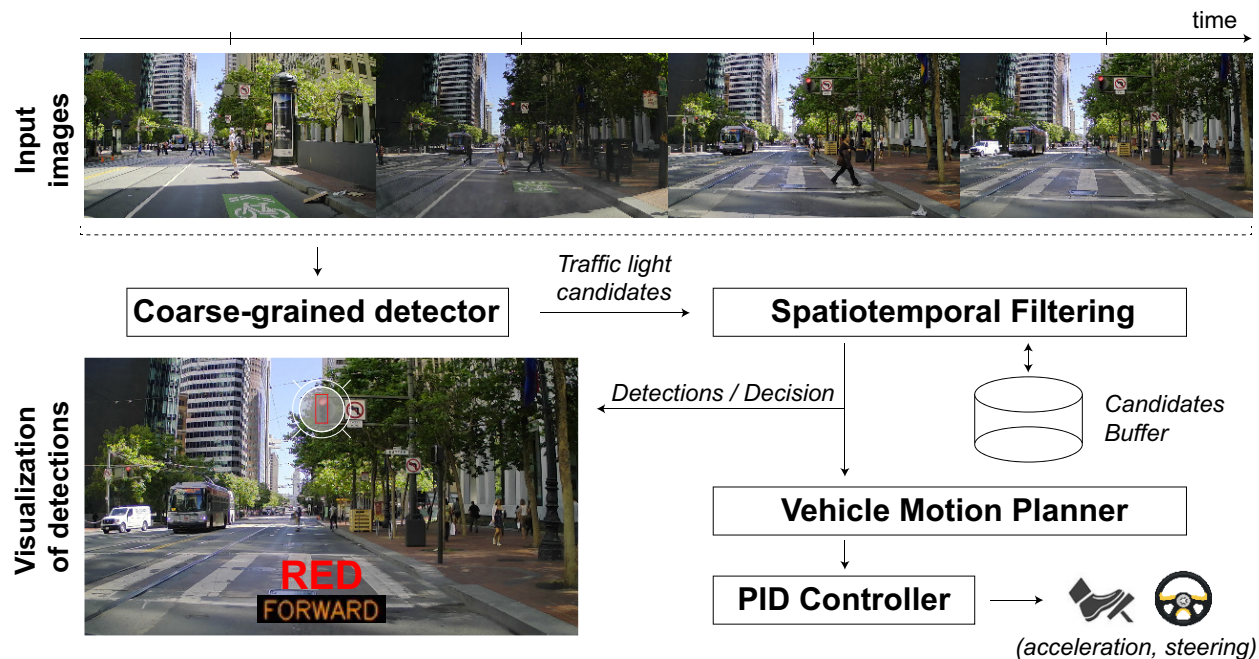 time
Input
images
Coarse-grained detector
Traffic light
candidates
Spatiotemporal Filtering
Detections / Decision
Candidates
Buffer
Visualization
of detections
RED
FORWARD
Vehicle Motion Planner
PID Controller
(acceleration, steering)